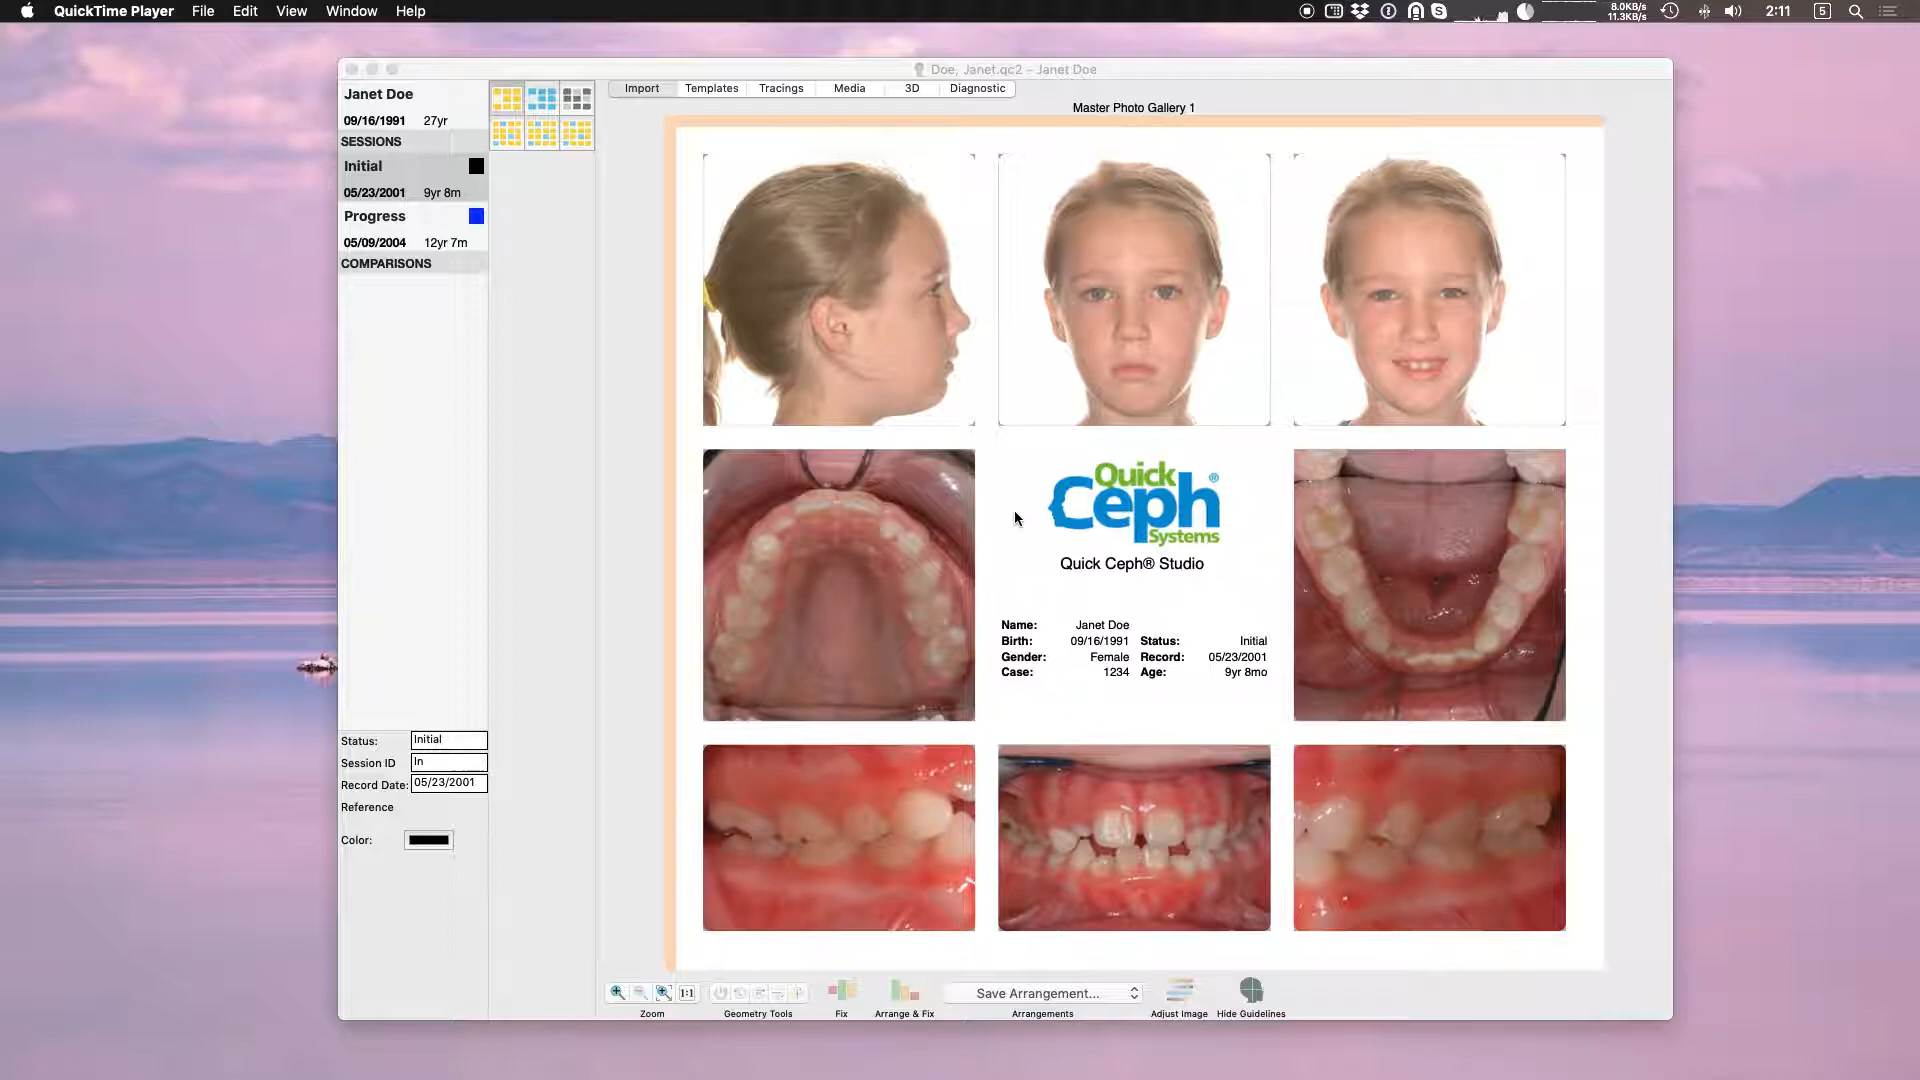 QuickTime Player File Edit View Window Help
8.0KB/s
11.3KB/s
2:11
5
Doe, Janet.qc2 – Janet Doe
Janet Doe
09/16/1991 27yr
SESSIONS
Initial
05/23/2001 9yr 8m
Progress
05/09/2004 12yr 7m
COMPARISONS
Import Templates Tracings Media 3D Diagnostic
Master Photo Gallery 1
Quick
Ceph®
Systems
Quick Ceph® Studio
Name: Janet Doe
Birth: 09/16/1991 Status: Initial
Gender: Female Record: 05/23/2001
Case: 1234 Age: 9yr 8mo
Status: Initial
Session ID In
Record Date: 05/23/2001
Reference
Color:
1:1
Save Arrangement...
Zoom Geometry Tools Fix Arrange & Fix Arrangements Adjust Image Hide Guidelines